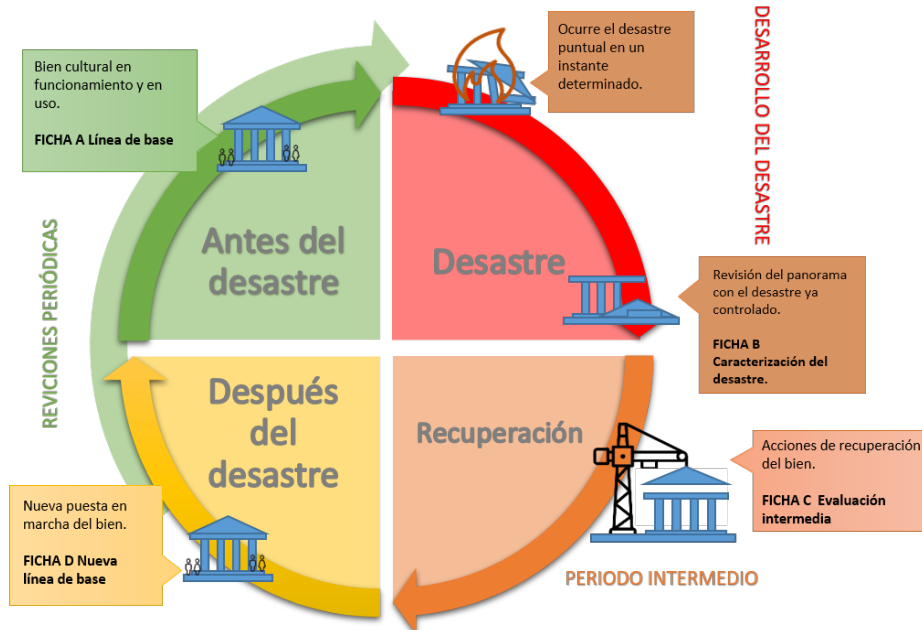 Bien cultural en
funcionamiento y en
uso.
FICHA A Línea de base
Ocurre el desastre
puntual en un
instante
determinado.
DESARROLLO DEL DESASTRE
REVICIONES PERIÓDICAS
Antes del
desastre
Desastre
Revisión del panorama
con el desastre ya
controlado.
FICHA B
Caracterización del
desastre.
Después
del
desastre
Recuperación
Acciones de recuperación
del bien.
FICHA C Evaluación
intermedia
Nueva puesta en
marcha del bien.
FICHA D Nueva
línea de base
PERIODO INTERMEDIO